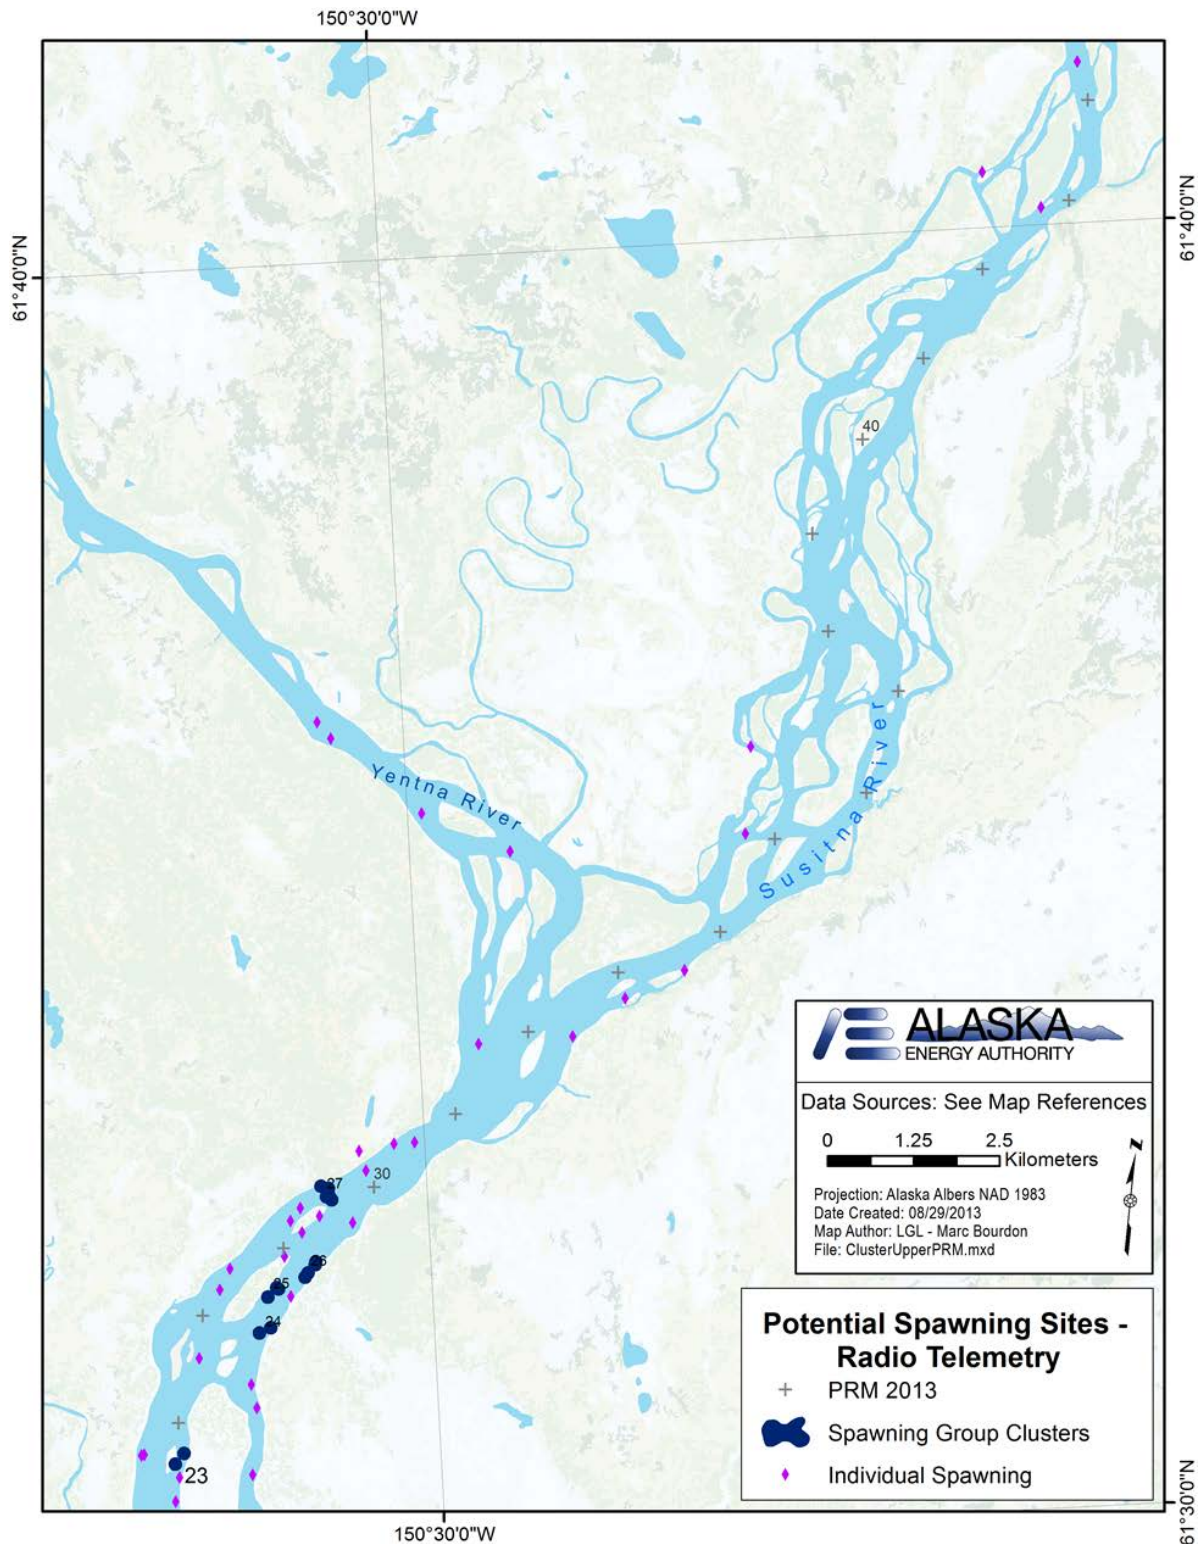 150°30'0"W
61°40'0"N
61°40'0"N
40
Yentna River
Susitna River
ALASKA
ENERGY AUTHORITY
Data Sources: See Map References
0 1.25 2.5
Kilometers
N
Projection: Alaska Albers NAD 1983
Date Created: 08/29/2013
Map Author: LGL - Marc Bourdon
File: ClusterUpperPRM.mxd
30
27
26
25
24
23
Potential Spawning Sites -
Radio Telemetry
PRM 2013
Spawning Group Clusters
Individual Spawning
61°30'0"N
150°30'0"W